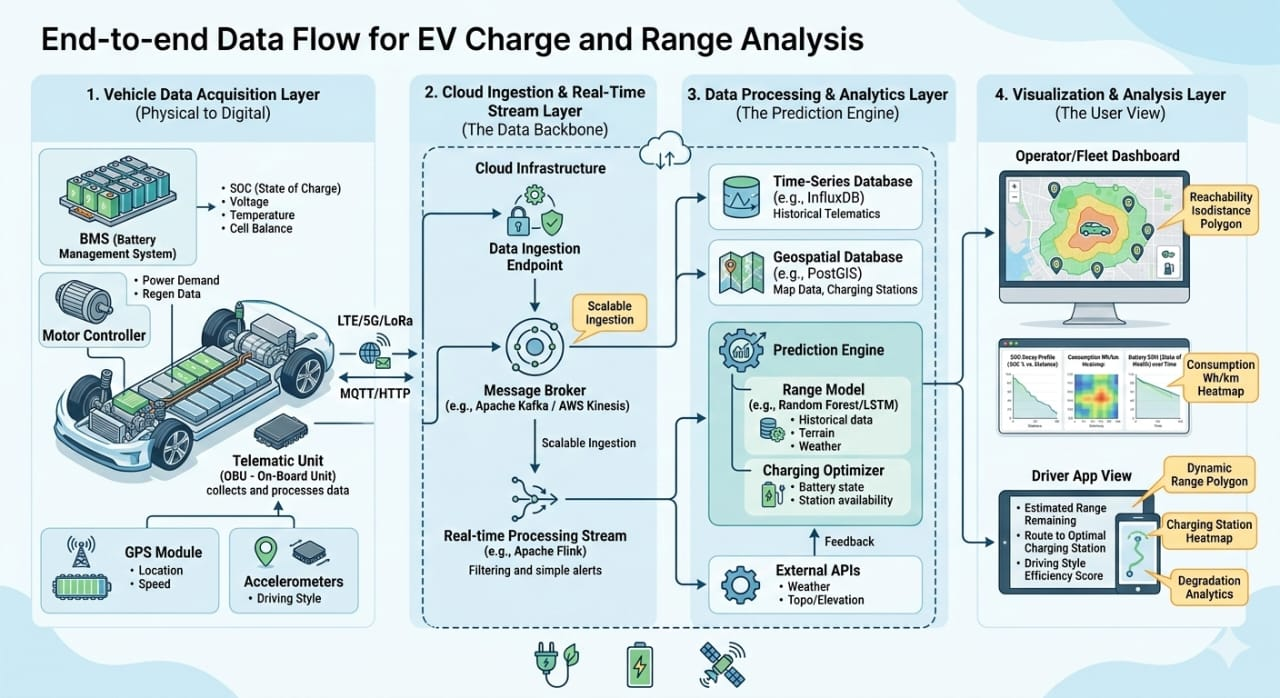 End-to-end Data Flow for EV Charge and Range Analysis
1. Vehicle Data Acquisition Layer
(Physical to Digital)
BMS (Battery
Management System)
• SOC (State of Charge)
• Voltage
• Temperature
• Cell Balance
Motor Controller
• Power Demand
• Regen Data
LTE/5G/LoRa
MQTT/HTTP
Telematic Unit
(OBU - On-Board Unit)
collects and processes data
GPS Module
• Location
• Speed
Accelerometers
• Driving Style
2. Cloud Ingestion & Real-Time
Stream Layer
(The Data Backbone)
Cloud Infrastructure
Data Ingestion
Endpoint
Scalable
Ingestion
Message Broker
(e.g., Apache Kafka / AWS Kinesis)
Scalable Ingestion
Real-time Processing Stream
(e.g., Apache Flink)
Filtering and simple alerts
3. Data Processing & Analytics Layer
(The Prediction Engine)
Time-Series Database
(e.g., InfluxDB)
Historical Telematics
Geospatial Database
(e.g., PostGIS)
Map Data, Charging Stations
Prediction Engine
Range Model
(e.g., Random Forest/LSTM)
• Historical data
• Terrain
• Weather
Charging Optimizer
• Battery state
• Station availability
Feedback
External APIs
• Weather
• Topo/Elevation
4. Visualization & Analysis Layer
(The User View)
Operator/Fleet Dashboard
Reachability
Isodistance
Polygon
Consumption Wh/km
Consumption
Wh/km
Heatmap
Driver App View
• Estimated Range
Remaining
• Route to Optimal
Charging Station
• Driving Style
Efficiency Score
Dynamic
Range Polygon
Charging Station
Heatmap
Degradation
Analytics